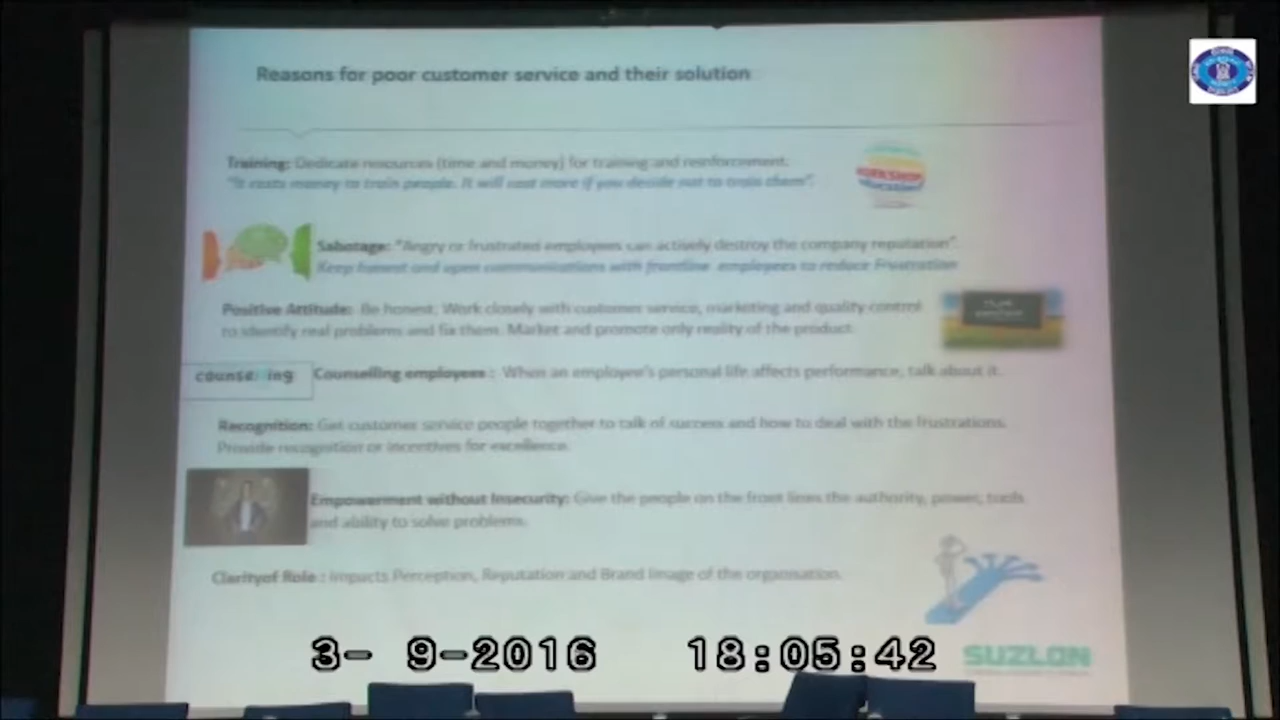 Reasons for poor customer service and their solution
Training: Dedicate resources (time and money) for training and reinforcement.
"It costs money to train people. It will cost more if you decide not to train them".
Sabotage: "Angry or frustrated employees can actively destroy the company reputation".
Keep honest and open communications with frontline employees to reduce Frustration
Positive Attitude: Be honest. Work closely with customer service, marketing and quality control
to identify real problems and fix them. Market and promote only reality of the product.
Counselling employees : When an employee's personal life affects performance, talk about it.
Recognition: Get customer service people together to talk of success and how to deal with the frustrations.
Provide recognition or incentives for excellence.
Empowerment without Insecurity: Give the people on the front lines the authority, power, tools
and ability to solve problems.
Clarityof Role : Impacts Perception, Reputation and Brand Image of the organisation.
3- 9-2016 18:05:42
SUZLON